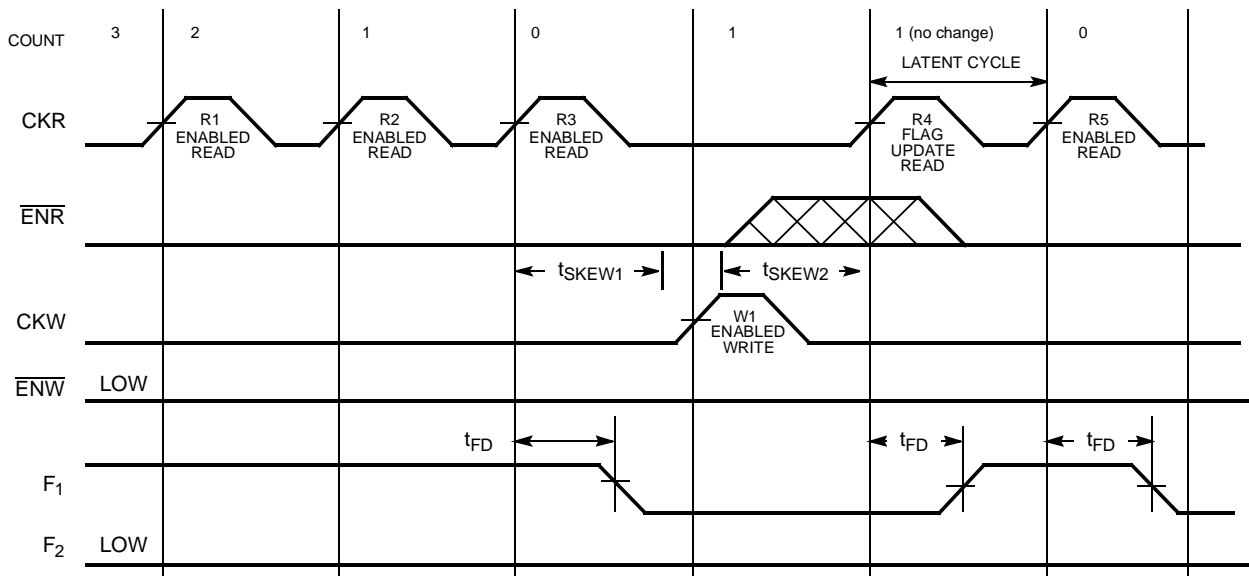 COUNT 3 2 1 0 1 1 (no change) 0
LATENT CYCLE
CKR
R1
ENABLED
READ
R2
ENABLED
READ
R3
ENABLED
READ
R4
FLAG
UPDATE
READ
R5
ENABLED
READ
ENR
tSKEW1 tSKEW2
CKW
W1
ENABLED
WRITE
ENW LOW
tFD tFD tFD
F1
F2 LOW